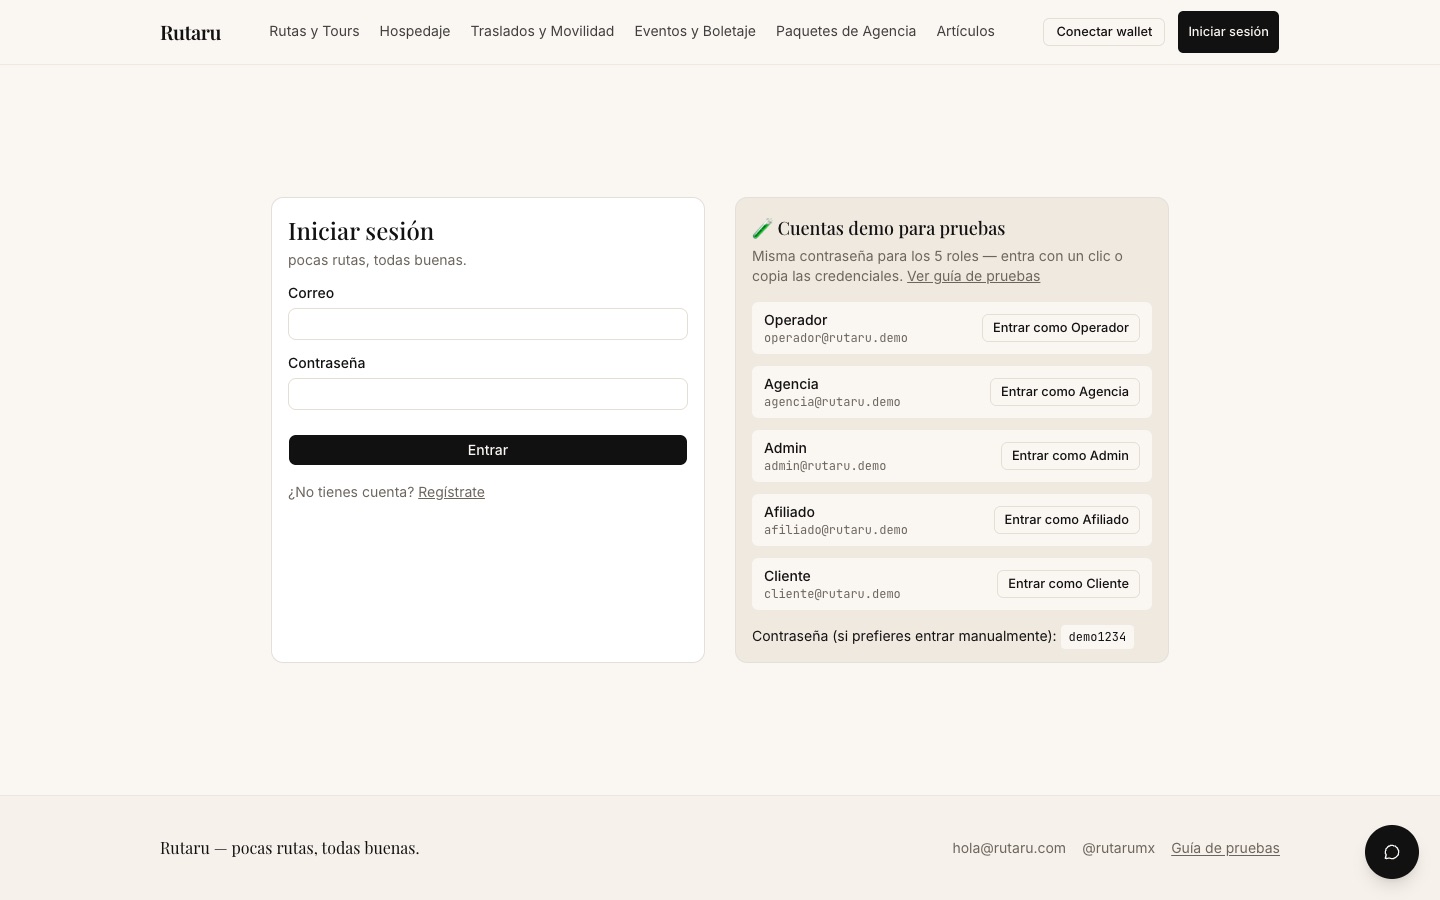 Rutaru
Rutas y Tours
Hospedaje
Traslados y Movilidad
Eventos y Boletaje
Paquetes de Agencia
Artículos
Conectar wallet
Iniciar sesión
Iniciar sesión
pocas rutas, todas buenas.
Correo
Contraseña
Entrar
¿No tienes cuenta? Regístrate
Cuentas demo para pruebas
Misma contraseña para los 5 roles — entra con un clic o
copia las credenciales. Ver guía de pruebas
Operador
operador@rutaru.demo
Entrar como Operador
Agencia
agencia@rutaru.demo
Entrar como Agencia
Admin
admin@rutaru.demo
Entrar como Admin
Afiliado
afiliado@rutaru.demo
Entrar como Afiliado
Cliente
cliente@rutaru.demo
Entrar como Cliente
Contraseña (si prefieres entrar manualmente): demo1234
Rutaru — pocas rutas, todas buenas.
hola@rutaru.com
@rutarumx
Guía de pruebas